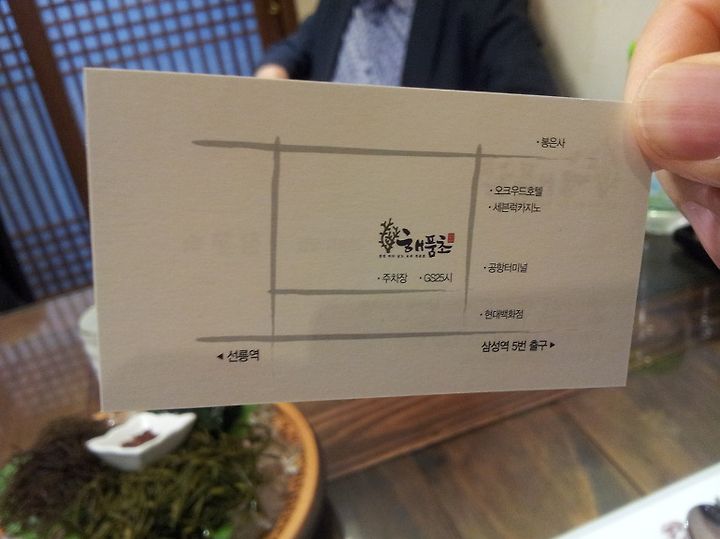 ·봉은사
·오크우드호텔
·세븐럭카지노
해품초
·공항터미널
·주차장 ·GS25시
·현대백화점
◀ 선릉역
삼성역 5번 출구 ▶